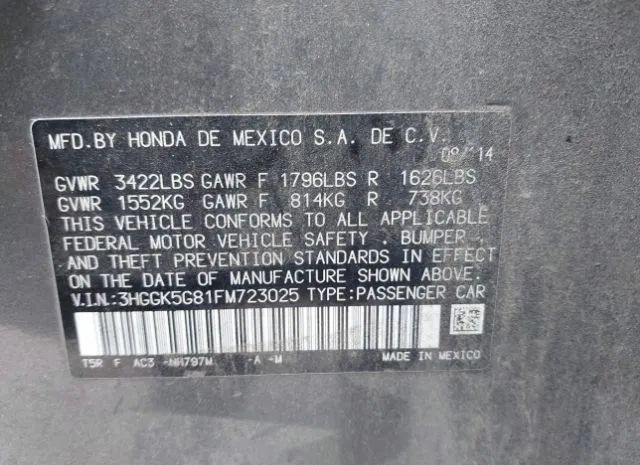 MFD.BY HONDA DE MEXICO S.A. DE C.V.
09/14
GVWR 3422LBS GAWR F 1796LBS R 1626LBS
GVWR 1552KG GAWR F 814KG R 738KG
THIS VEHICLE CONFORMS TO ALL APPLICABLE
FEDERAL MOTOR VEHICLE SAFETY , BUMPER ,
AND THEFT PREVENTION STANDARDS IN EFFECT
ON THE DATE OF MANUFACTURE SHOWN ABOVE.
V.I.N.:3HGGK5G81FM723025 TYPE:PASSENGER CAR
T5R F AC3 -NH797M -A -M MADE IN MEXICO